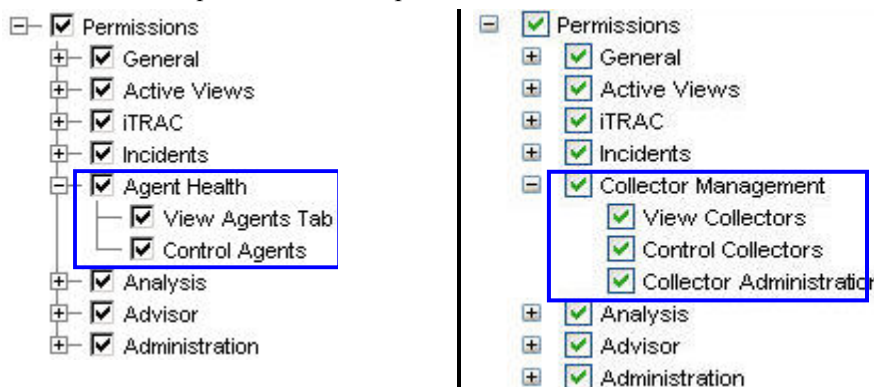 Permissions
General
Active Views
iTRAC
Incidents
Agent Health
View Agents Tab
Control Agents
Analysis
Advisor
Administration
Permissions
General
Active Views
iTRAC
Incidents
Collector Management
View Collectors
Control Collectors
Collector Administration
Analysis
Advisor
Administration